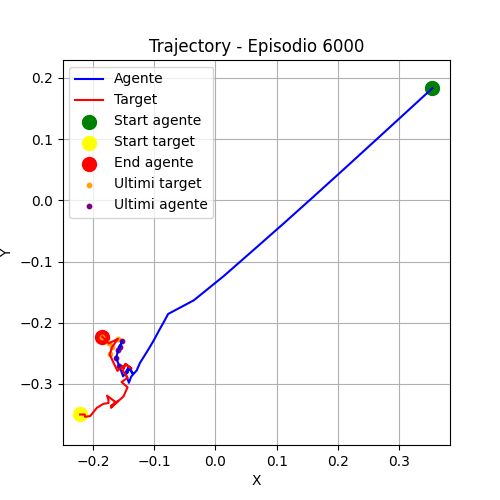 Trajectory - Episodio 6000
Agente
Target
Start agente
Start target
End agente
Ultimi target
Ultimi agente
0.2
0.1
0.0
−0.1
−0.2
−0.3
Y
−0.2 −0.1 0.0 0.1 0.2 0.3
X